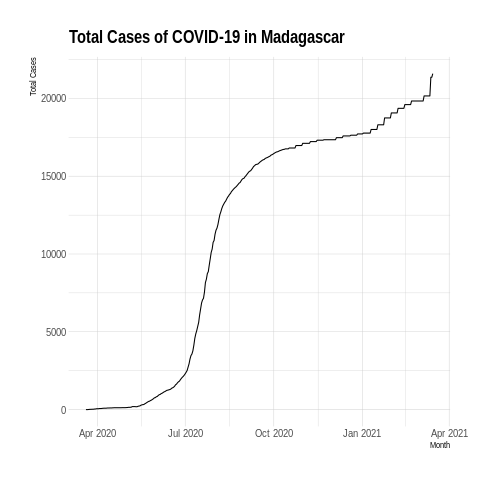 Total Cases of COVID-19 in Madagascar
Total Cases
20000
15000
10000
5000
0
Apr 2020 Jul 2020 Oct 2020 Jan 2021 Apr 2021
Month